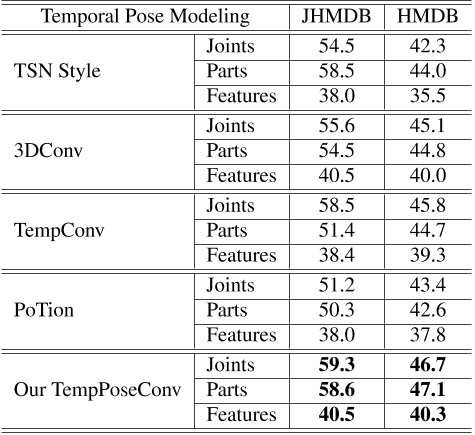 Temporal Pose Modeling JHMDB HMDB
TSN Style Joints 54.5 42.3
Parts 58.5 44.0
Features 38.0 35.5
3DConv Joints 55.6 45.1
Parts 54.5 44.8
Features 40.5 40.0
TempConv Joints 58.5 45.8
Parts 51.4 44.7
Features 38.4 39.3
PoTion Joints 51.2 43.4
Parts 50.3 42.6
Features 38.0 37.8
Our TempPoseConv Joints 59.3 46.7
Parts 58.6 47.1
Features 40.5 40.3